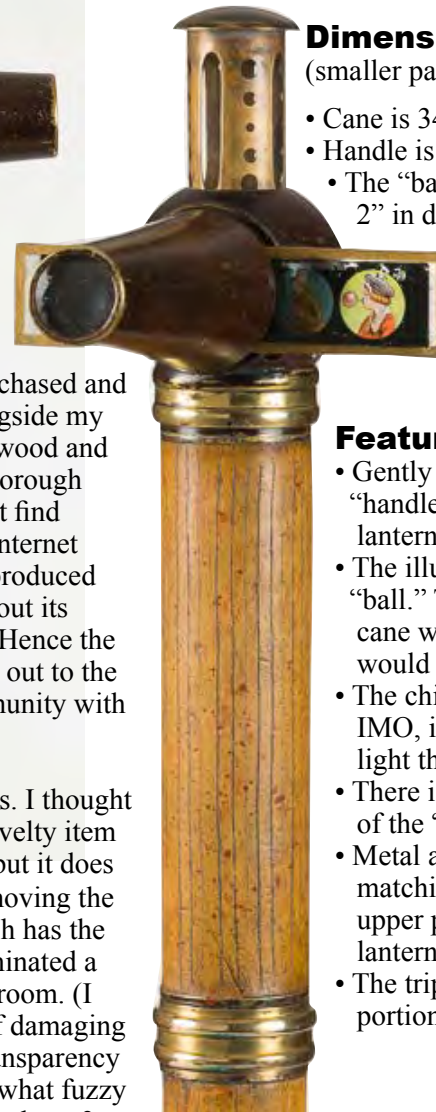 chased and
gside my
wood and
orough
t find
nternet
roduced
out its
Hence the
out to the
munity with
s. I thought
velty item
but it does
moving the
h has the
minated a
room. (I
f damaging
ansparency
what fuzzy
Dimens
(smaller pa
• Cane is 34
• Handle is
• The “ba
2” in d
Featur
• Gently
“handle
lantern
• The illu
“ball.” T
cane w
would
• The chi
IMO, i
light th
• There i
of the “
• Metal a
matchi
upper p
lantern
• The trip
portion